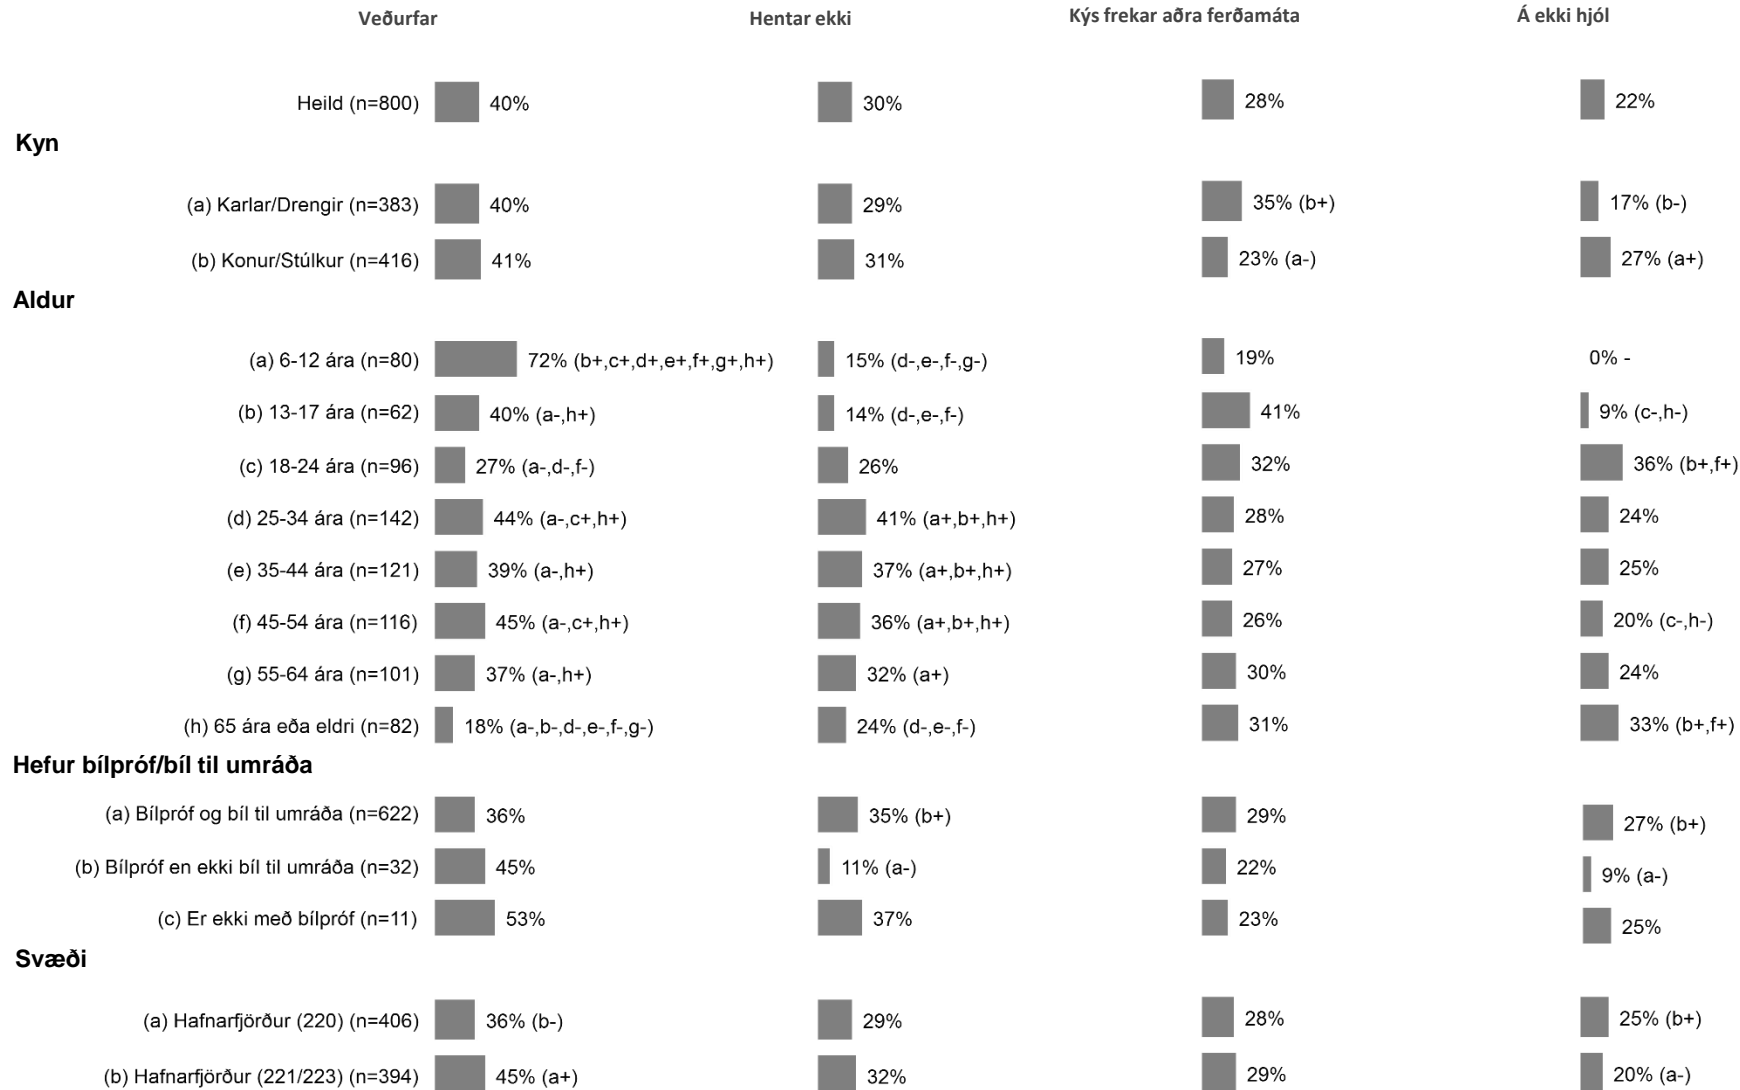 Veðurfar Hentar ekki Kýs frekar aðra ferðamáta Á ekki hjól
Heild (n=800) 40% 30% 28% 22%
Kyn
(a) Karlar/Drengir (n=383) 40% 29% 35% (b+) 17% (b-)
(b) Konur/Stúlkur (n=416) 41% 31% 23% (a-) 27% (a+)
Aldur
(a) 6-12 ára (n=80) 72% (b+,c+,d+,e+,f+,g+,h+) 15% (d-,e-,f-,g-) 19% 0% -
(b) 13-17 ára (n=62) 40% (a-,h+) 14% (d-,e-,f-) 41% 9% (c-,h-)
(c) 18-24 ára (n=96) 27% (a-,d-,f-) 26% 32% 36% (b+,f+)
(d) 25-34 ára (n=142) 44% (a-,c+,h+) 41% (a+,b+,h+) 28% 24%
(e) 35-44 ára (n=121) 39% (a-,h+) 37% (a+,b+,h+) 27% 25%
(f) 45-54 ára (n=116) 45% (a-,c+,h+) 36% (a+,b+,h+) 26% 20% (c-,h-)
(g) 55-64 ára (n=101) 37% (a-,h+) 32% (a+) 30% 24%
(h) 65 ára eða eldri (n=82) 18% (a-,b-,d-,e-,f-,g-) 24% (d-,e-,f-) 31% 33% (b+,f+)
Hefur bílpróf/bíl til umráða
(a) Bílpróf og bíl til umráða (n=622) 36% 35% (b+) 29% 27% (b+)
(b) Bílpróf en ekki bíl til umráða (n=32) 45% 11% (a-) 22% 9% (a-)
(c) Er ekki með bílpróf (n=11) 53% 37% 23% 25%
Svæði
(a) Hafnarfjörður (220) (n=406) 36% (b-) 29% 28% 25% (b+)
(b) Hafnarfjörður (221/223) (n=394) 45% (a+) 32% 29% 20% (a-)